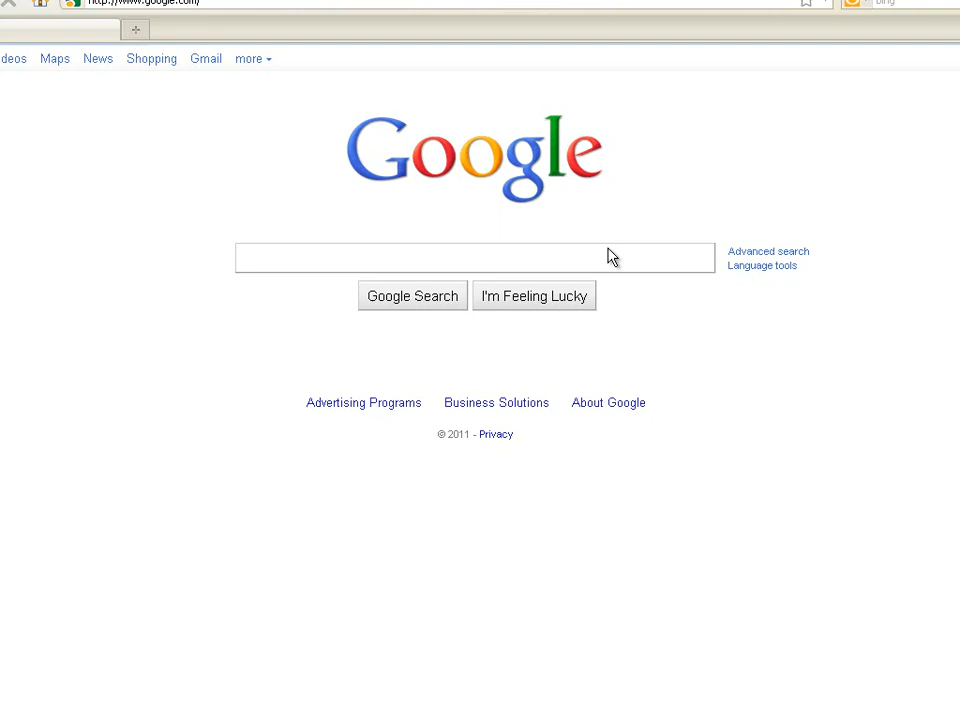 http://www.google.com/
bing
deos Maps News Shopping Gmail more
Google
Advanced search
Language tools
Google Search I'm Feeling Lucky
Advertising Programs Business Solutions About Google
© 2011 - Privacy